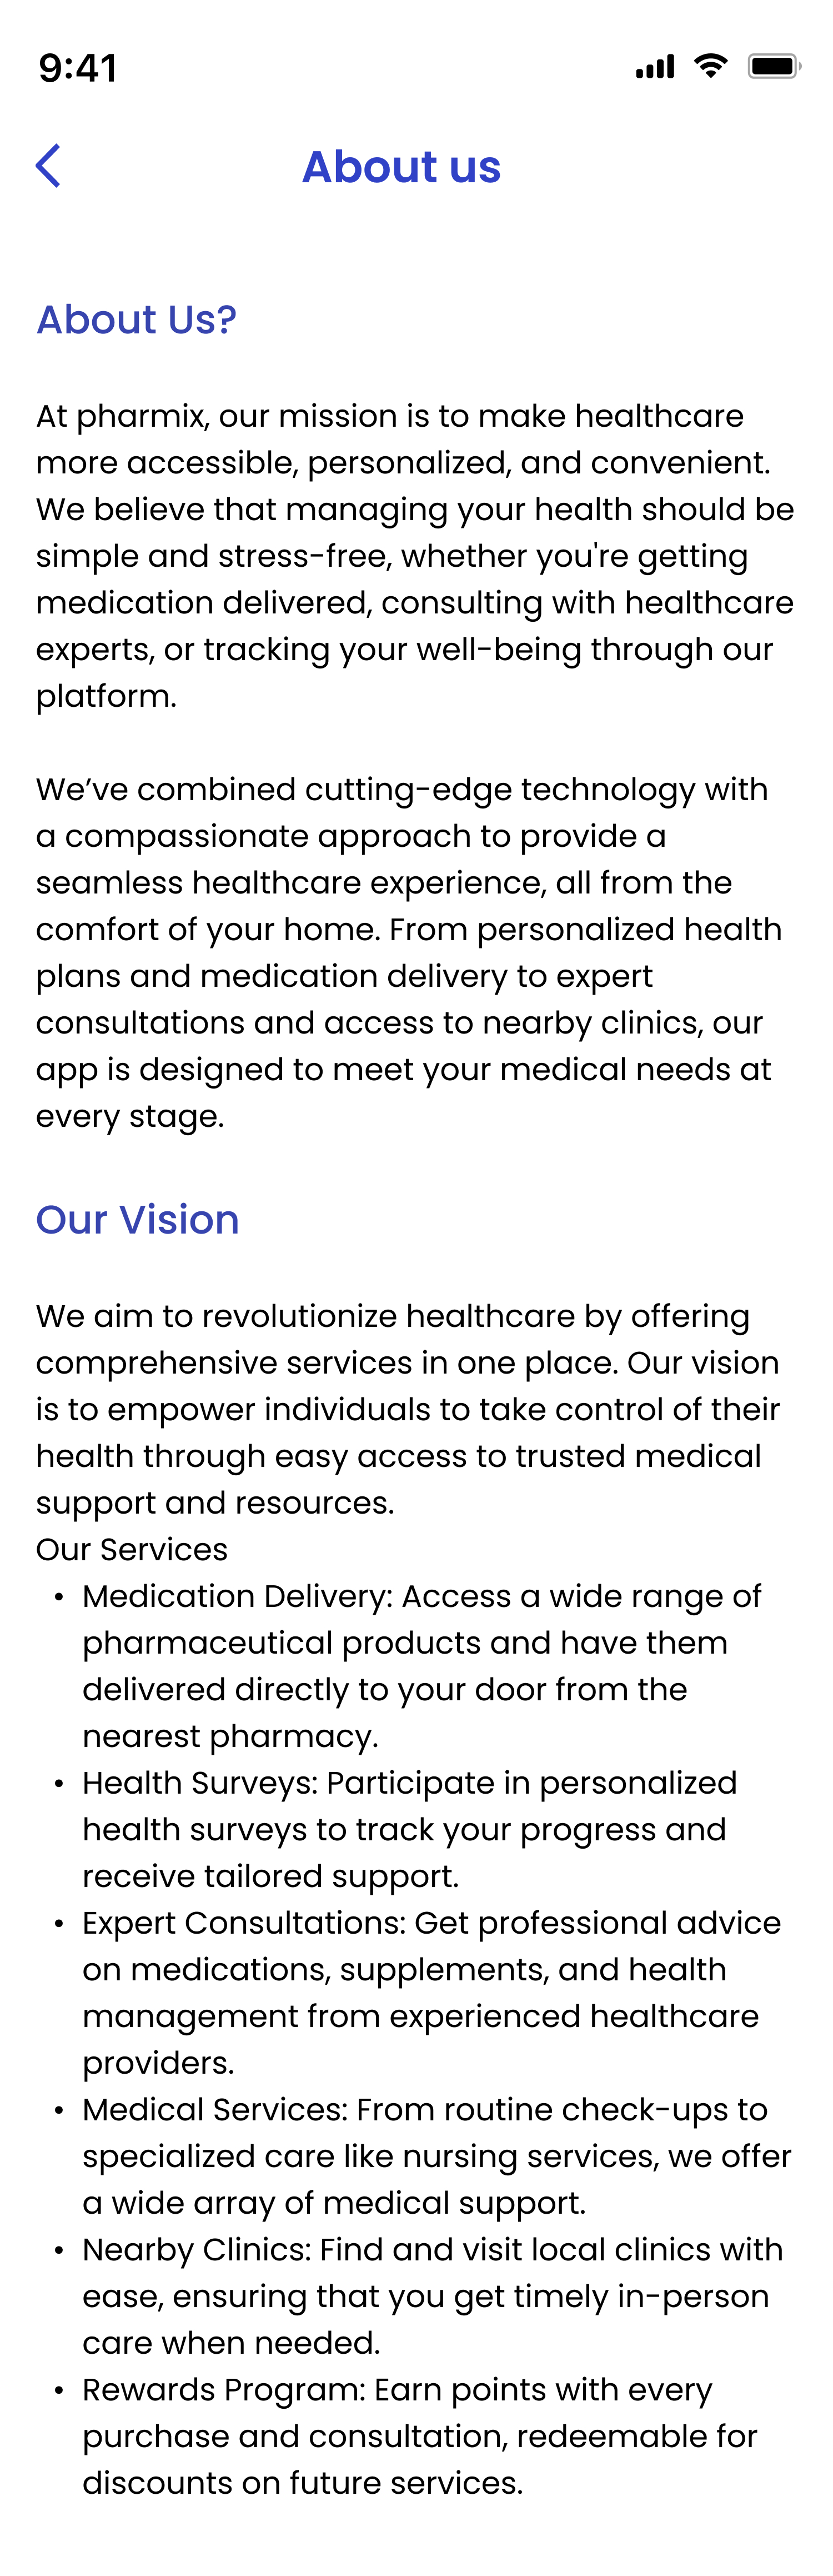 9:41
About us
About Us?
At pharmix, our mission is to make healthcare
more accessible, personalized, and convenient.
We believe that managing your health should be
simple and stress-free, whether you're getting
medication delivered, consulting with healthcare
experts, or tracking your well-being through our
platform.
We’ve combined cutting-edge technology with
a compassionate approach to provide a
seamless healthcare experience, all from the
comfort of your home. From personalized health
plans and medication delivery to expert
consultations and access to nearby clinics, our
app is designed to meet your medical needs at
every stage.
Our Vision
We aim to revolutionize healthcare by offering
comprehensive services in one place. Our vision
is to empower individuals to take control of their
health through easy access to trusted medical
support and resources.
Our Services
• Medication Delivery: Access a wide range of
pharmaceutical products and have them
delivered directly to your door from the
nearest pharmacy.
• Health Surveys: Participate in personalized
health surveys to track your progress and
receive tailored support.
• Expert Consultations: Get professional advice
on medications, supplements, and health
management from experienced healthcare
providers.
• Medical Services: From routine check-ups to
specialized care like nursing services, we offer
a wide array of medical support.
• Nearby Clinics: Find and visit local clinics with
ease, ensuring that you get timely in-person
care when needed.
• Rewards Program: Earn points with every
purchase and consultation, redeemable for
discounts on future services.